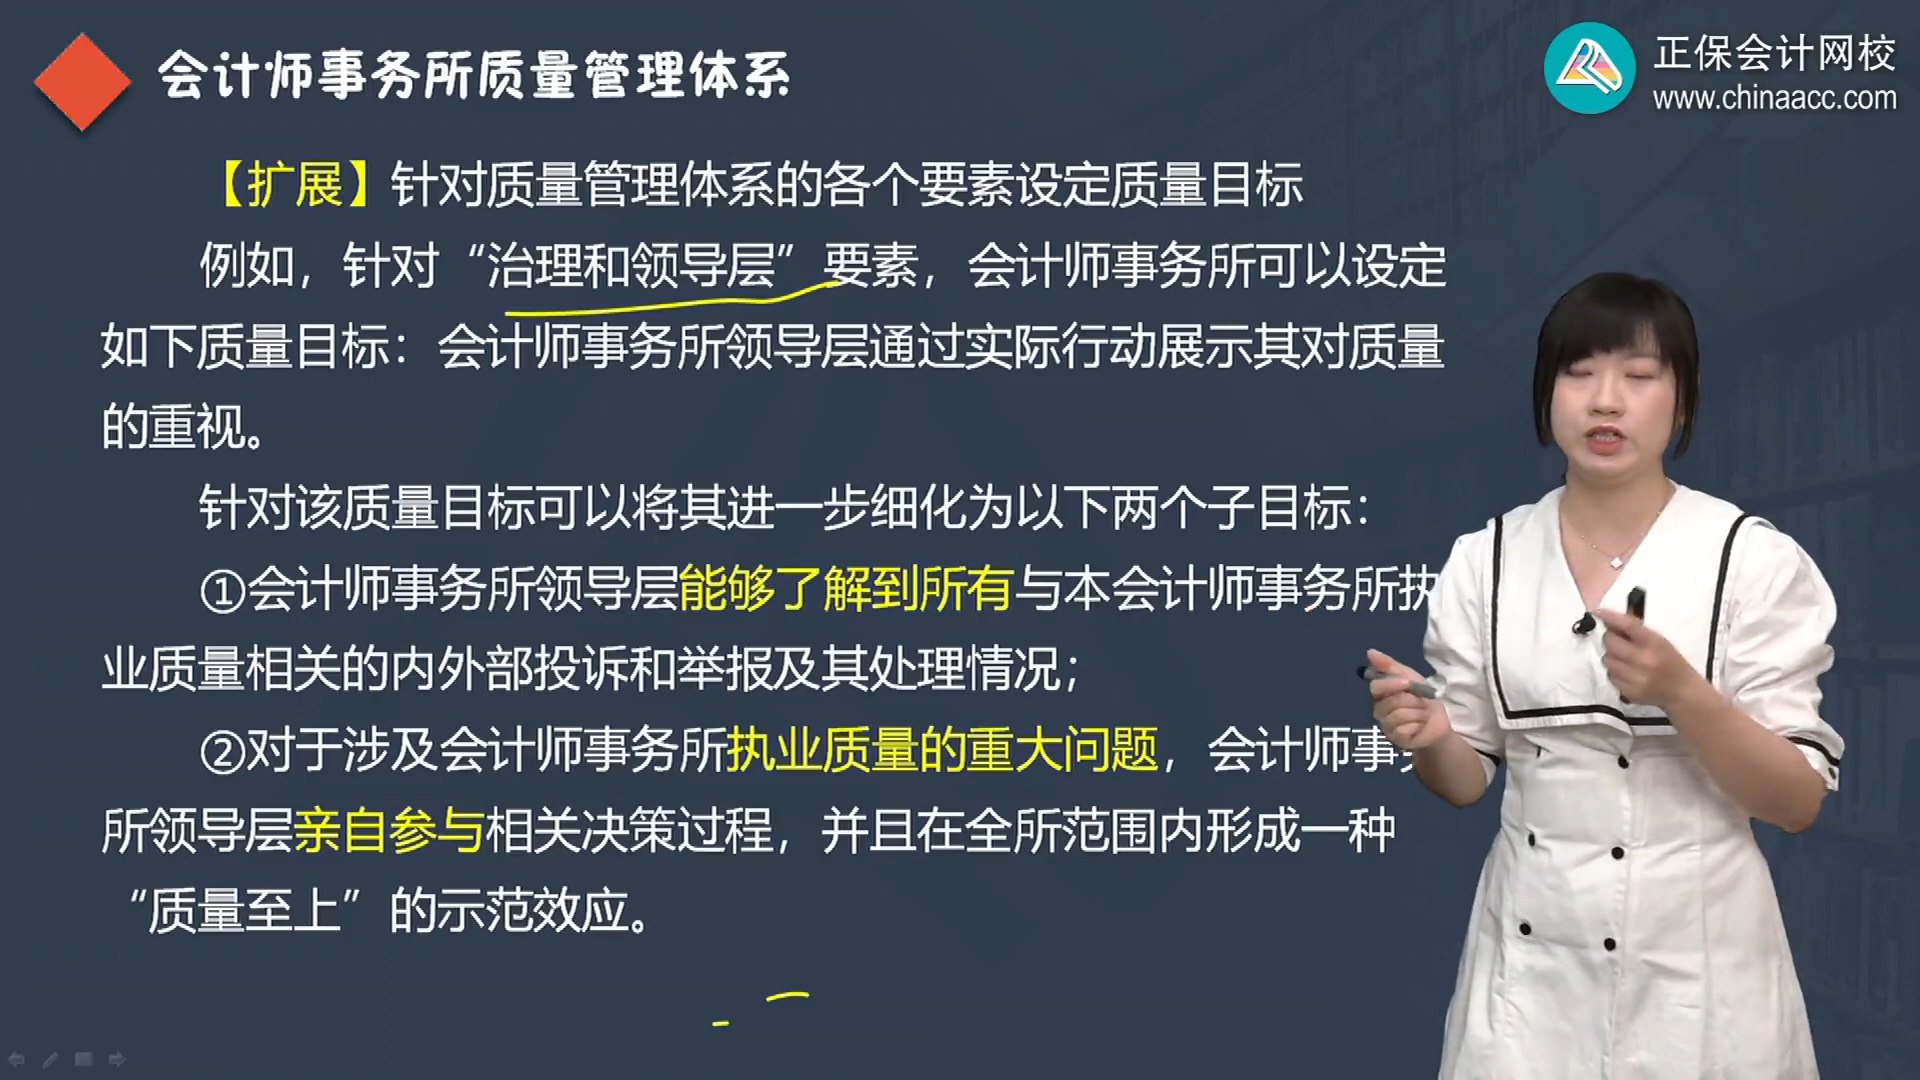 会计师事务所质量管理体系
正保会计网校
www.chinaacc.com
【扩展】针对质量管理体系的各个要素设定质量目标
例如，针对“治理和领导层”要素，会计师事务所可以设定
如下质量目标：会计师事务所领导层通过实际行动展示其对质量
的重视。
针对该质量目标可以将其进一步细化为以下两个子目标：
①会计师事务所领导层能够了解到所有与本会计师事务所执
业质量相关的内外部投诉和举报及其处理情况；
②对于涉及会计师事务所执业质量的重大问题，会计师事
所领导层亲自参与相关决策过程，并且在全所范围内形成一种
“质量至上”的示范效应。